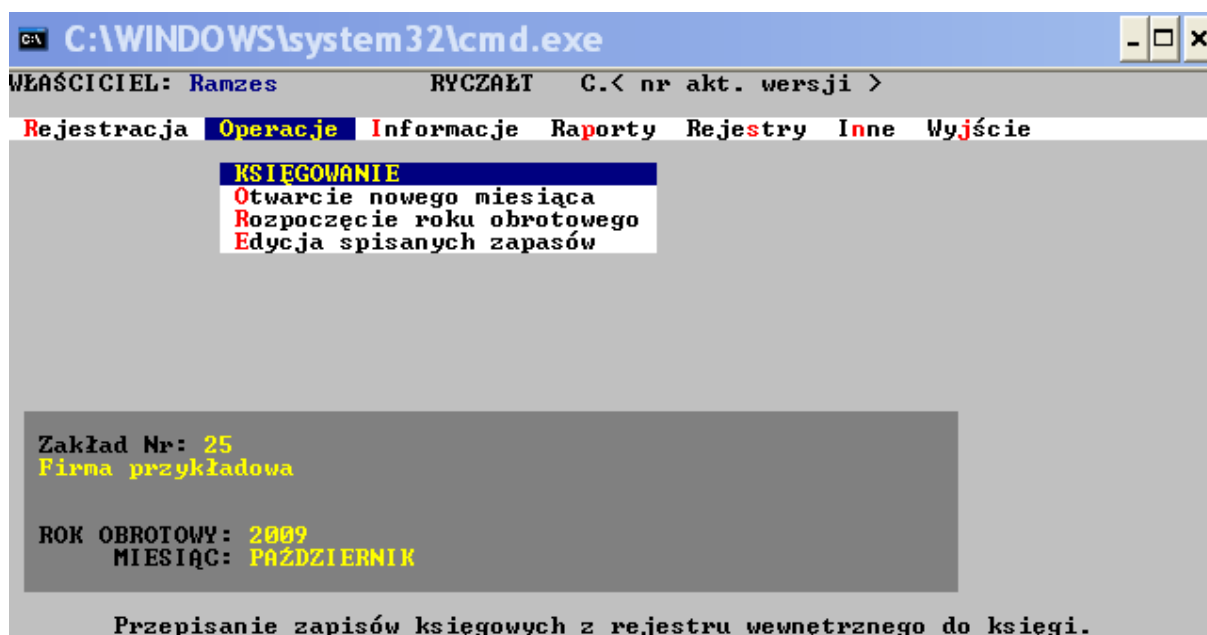 C:\WINDOWS\system32\cmd.exe
WŁAŚCICIEL: Ramzes RYCZAŁT C.< nr akt. wersji >
Rejestracja Operacje Informacje Raporty Rejestry Inne Wyjście
KSIĘGOWANIE
Otwarcie nowego miesiąca
Rozpoczęcie roku obrotowego
Edycja spisanych zapasów
Zakład Nr: 25
Firma przykładowa
ROK OBROTOWY: 2009
MIESIĄC: PAŹDZIERNIK
Przepisanie zapisów księgowych z rejestru wewnętrznego do księgi.